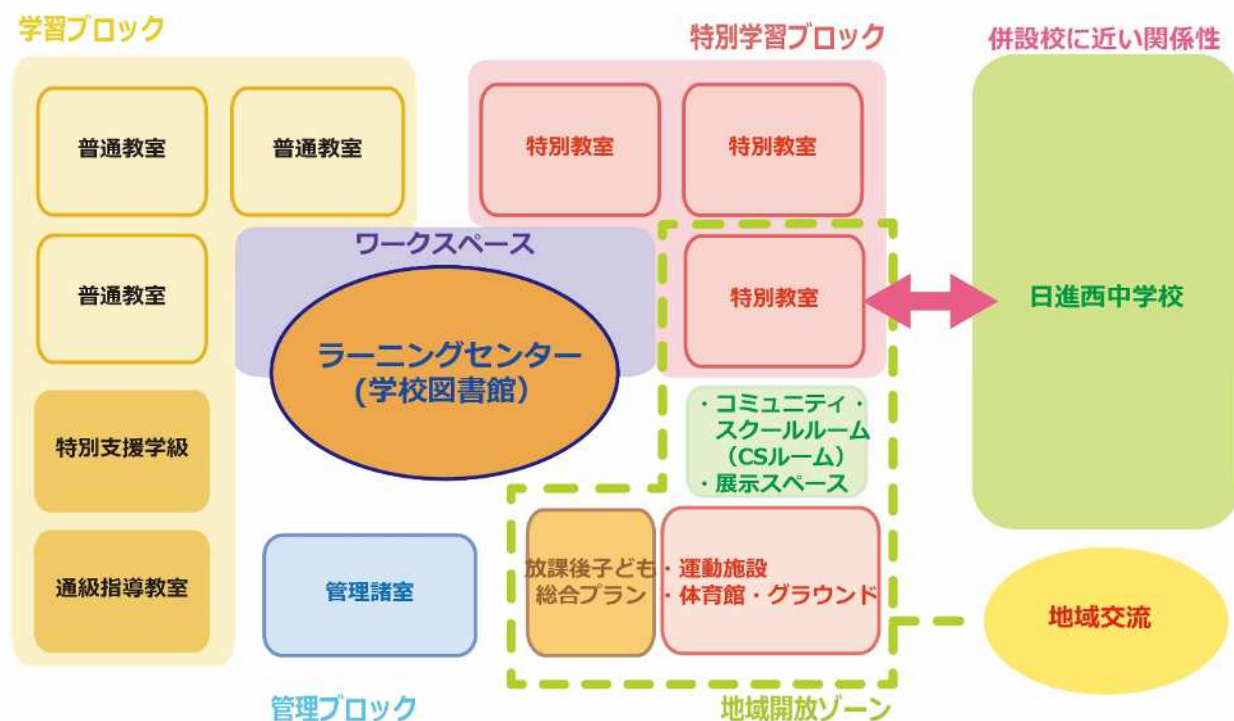 学習ブロック
特別学習ブロック
併設校に近い関係性
普通教室
普通教室
特別教室
特別教室
ワークスペース
普通教室
特別教室
日進西中学校
ラーニングセンター
(学校図書館)
・コミュニティ・
スクールルーム
(CSルーム)
・展示スペース
特別支援学級
通級指導教室
管理諸室
放課後子ども
総合プラン
・運動施設
・体育館・グラウンド
地域交流
管理ブロック
地域開放ゾーン